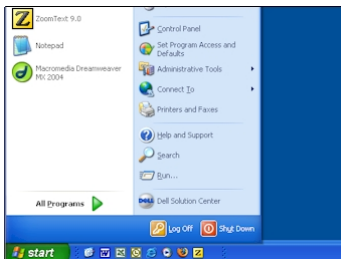 ZoomText 9.0
Notepad
Macromedia Dreamweaver
MX 2004
All Programs
Control Panel
Set Program Access and
Defaults
Administrative Tools
Connect To
Printers and Faxes
Help and Support
Search
Run...
DELL Dell Solution Center
Log Off
Shut Down
start